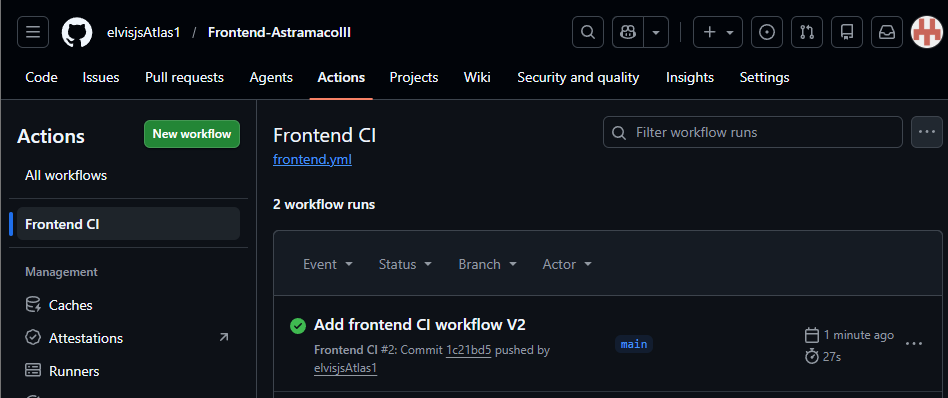 elvisjsAtlas1 / Frontend-AstramacoIII
Code Issues Pull requests Agents Actions Projects Wiki Security and quality Insights Settings
Actions
New workflow
All workflows
Frontend CI
Management
Caches
Attestations
Runners
Frontend CI
frontend.yml
Filter workflow runs
2 workflow runs
Event Status Branch Actor
Add frontend CI workflow V2
Frontend CI #2: Commit 1c21bd5 pushed by
elvisjsAtlas1
main
1 minute ago
27s